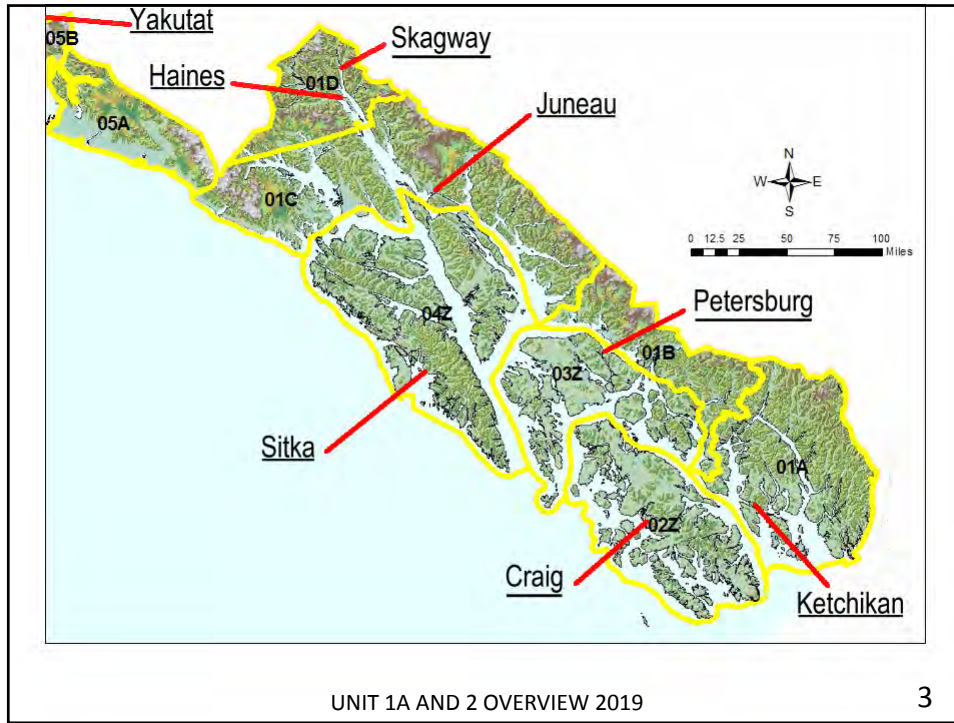 Yakutat
05B
Skagway
Haines
01D
Juneau
05A
01C
N
W E
S
0 12.5 25 50 75 100
Miles
Petersburg
04Z
01B
03Z
Sitka
01A
02Z
Craig
Ketchikan
UNIT 1A AND 2 OVERVIEW 2019
3